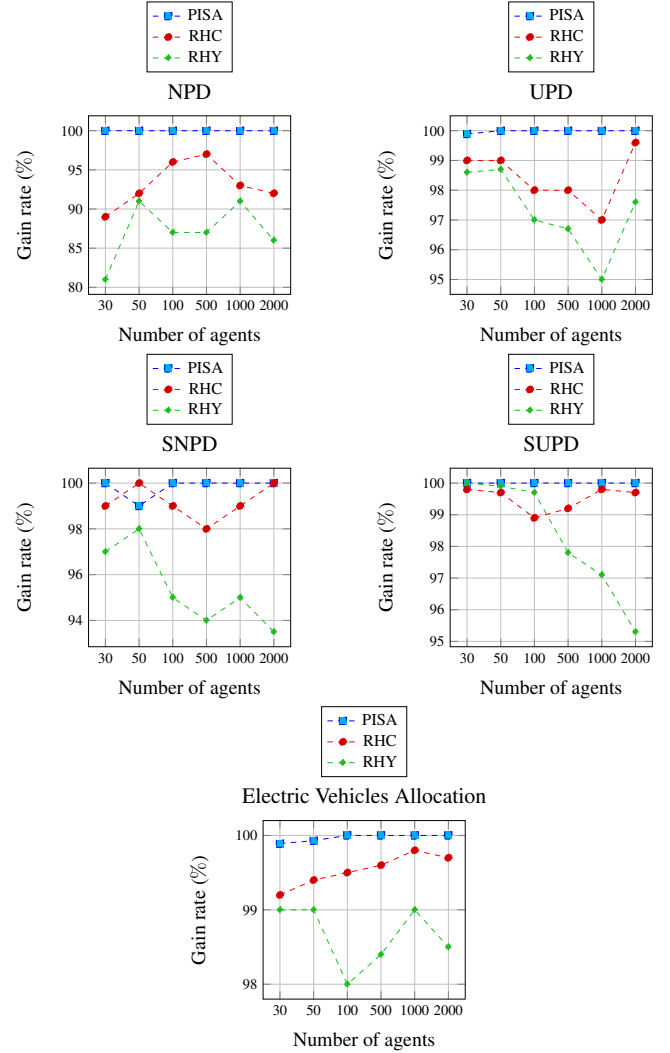 PISA
RHC
RHY
NPD
100
95
90
85
80
Gain rate (%)
30 50 100 500 1000 2000
Number of agents
PISA
RHC
RHY
UPD
100
99
98
97
96
95
Gain rate (%)
30 50 100 500 1000 2000
Number of agents
PISA
RHC
RHY
SNPD
100
98
96
94
Gain rate (%)
30 50 100 500 1000 2000
Number of agents
PISA
RHC
RHY
SUPD
100
99
98
97
96
95
Gain rate (%)
30 50 100 500 1000 2000
Number of agents
PISA
RHC
RHY
Electric Vehicles Allocation
100
99
98
Gain rate (%)
30 50 100 500 1000 2000
Number of agents